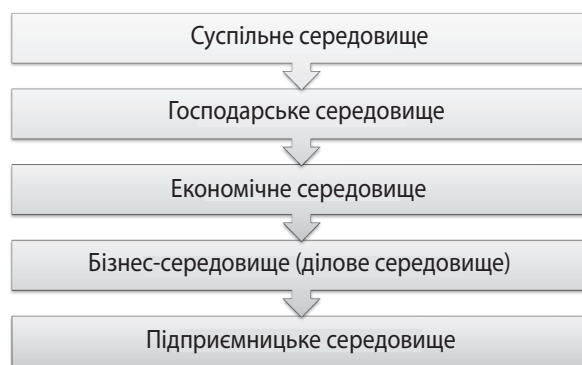 Суспільне середовище
Господарське середовище
Економічне середовище
Бізнес-середовище (ділове середовище)
Підприємницьке середовище